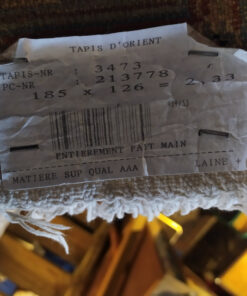 TAPIS D'ORIENT
TAPIS-NR : 3473
PC-NR : 213778
185 x 126 = 2,33
ENTIEREMENT FAIT MAIN
MATIERE SUP QUAL AAA LAINE